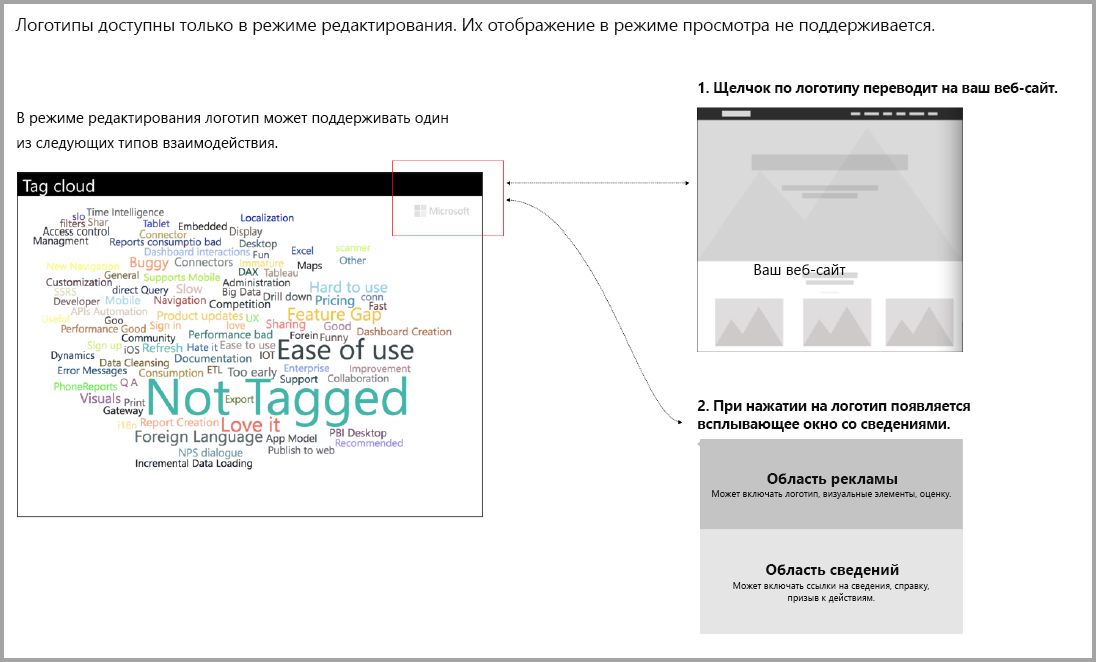 Логотипы доступны только в режиме редактирования. Их отображение в режиме просмотра не поддерживается.
В режиме редактирования логотип может поддерживать один
из следующих типов взаимодействия.
Tag cloud
Microsoft
slo Time Intelligence
filters Shar Tablet Embedded Localization
Access control Connector Display
Managment Reports consumptio bad Desktop
Dashboard interactions Fun Excel scanner
New Navigation Buggy Connectors Immature Maps Other
General Supports Mobile DAX Tableau
Customization direct Query Slow Administration Hard to use
SSRS Big Data Drill down Pricing conn
Developer Mobile Navigation Competition Fast
APIs Automation Product updates UX Feature Gap
Useful Goo Sign in love Sharing Good
Performance Good Performance bad Forein Funny Dashboard Creation
Community
Sign up iOS Refresh Hate it Ease to use Ease of use
Dynamics Documentation IOT
Data Cleansing ETL Enterprise Improvement
Error Messages Consumption Too early Support Collaboration
PhoneReports Q A Not Tagged
Visuals Print Export
Gateway
i18n Report Creation Love it
Foreign Language App Model PBI Desktop
Recommended
NPS dialogue Publish to web
Incremental Data Loading
1. Щелчок по логотипу переводит на ваш веб-сайт.
Ваш веб-сайт
2. При нажатии на логотип появляется
всплывающее окно со сведениями.
Область рекламы
Может включать логотип, визуальные элементы, оценку.
Область сведений
Может включать ссылки на сведения, справку,
призыв к действиям.